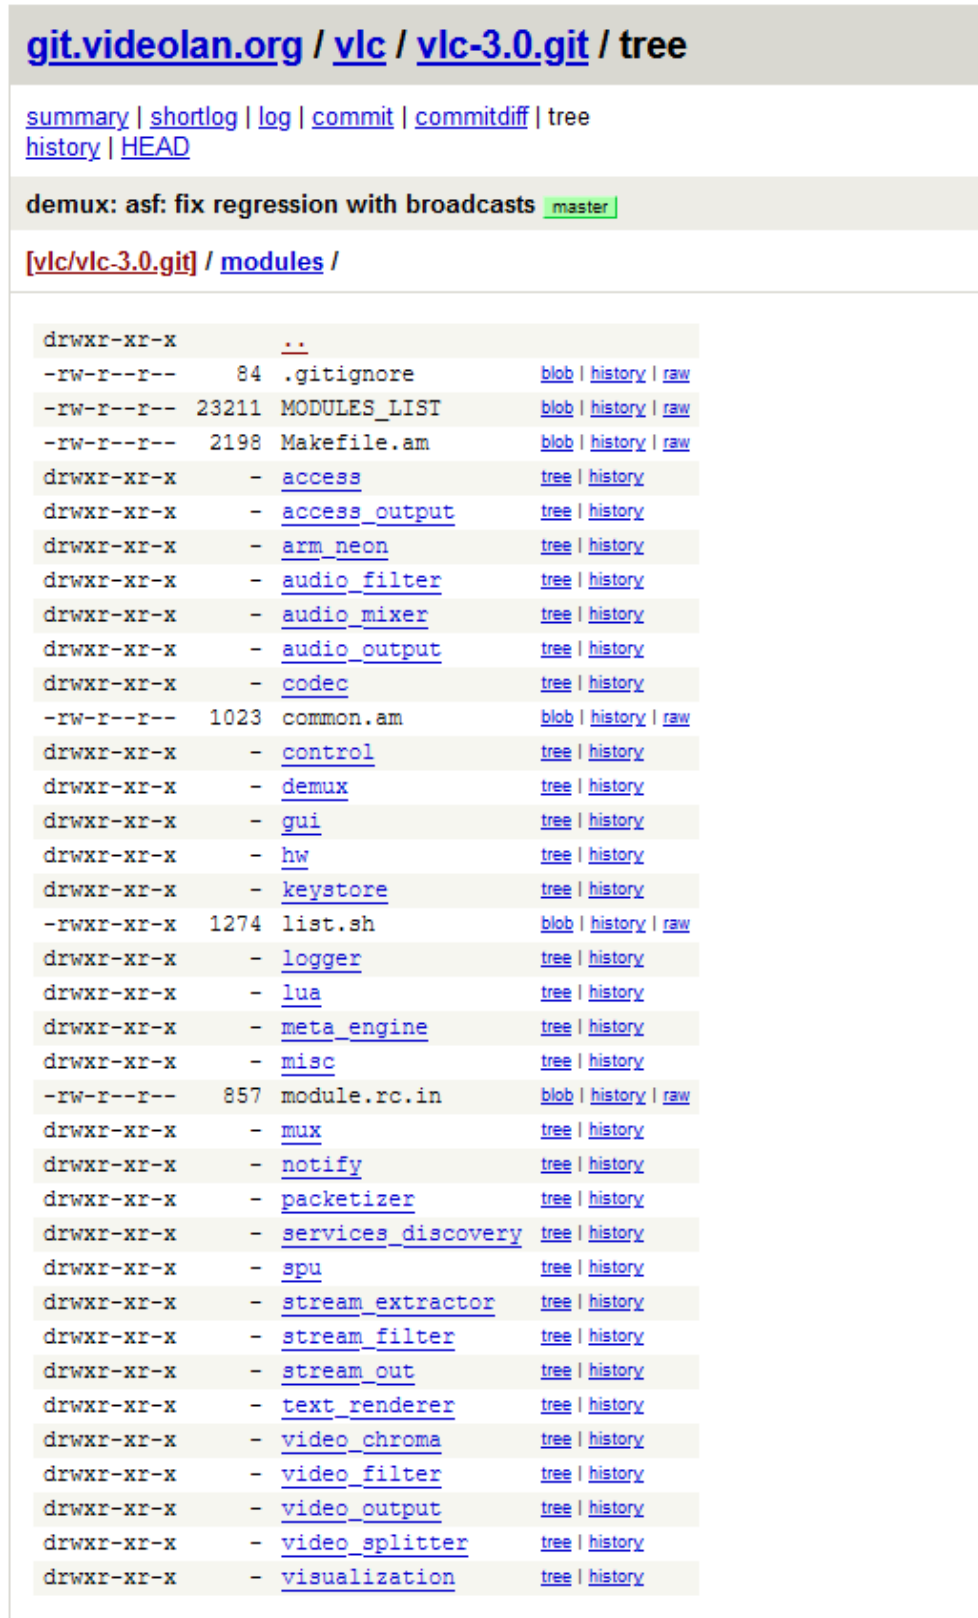 git.videolan.org / vlc / vlc-3.0.git / tree
summary | shortlog | log | commit | commitdiff | tree
history | HEAD
demux: asf: fix regression with broadcasts master
[vlc/vlc-3.0.git] / modules /
drwxr-xr-x ..
-rw-r--r-- 84 .gitignore blob | history | raw
-rw-r--r-- 23211 MODULES_LIST blob | history | raw
-rw-r--r-- 2198 Makefile.am blob | history | raw
drwxr-xr-x - access tree | history
drwxr-xr-x - access_output tree | history
drwxr-xr-x - arm_neon tree | history
drwxr-xr-x - audio_filter tree | history
drwxr-xr-x - audio_mixer tree | history
drwxr-xr-x - audio_output tree | history
drwxr-xr-x - codec tree | history
-rw-r--r-- 1023 common.am blob | history | raw
drwxr-xr-x - control tree | history
drwxr-xr-x - demux tree | history
drwxr-xr-x - gui tree | history
drwxr-xr-x - hw tree | history
drwxr-xr-x - keystore tree | history
-rwxr-xr-x 1274 list.sh blob | history | raw
drwxr-xr-x - logger tree | history
drwxr-xr-x - lua tree | history
drwxr-xr-x - meta_engine tree | history
drwxr-xr-x - misc tree | history
-rw-r--r-- 857 module.rc.in blob | history | raw
drwxr-xr-x - mux tree | history
drwxr-xr-x - notify tree | history
drwxr-xr-x - packetizer tree | history
drwxr-xr-x - services_discovery tree | history
drwxr-xr-x - spu tree | history
drwxr-xr-x - stream_extractor tree | history
drwxr-xr-x - stream_filter tree | history
drwxr-xr-x - stream_out tree | history
drwxr-xr-x - text_renderer tree | history
drwxr-xr-x - video_chroma tree | history
drwxr-xr-x - video_filter tree | history
drwxr-xr-x - video_output tree | history
drwxr-xr-x - video_splitter tree | history
drwxr-xr-x - visualization tree | history